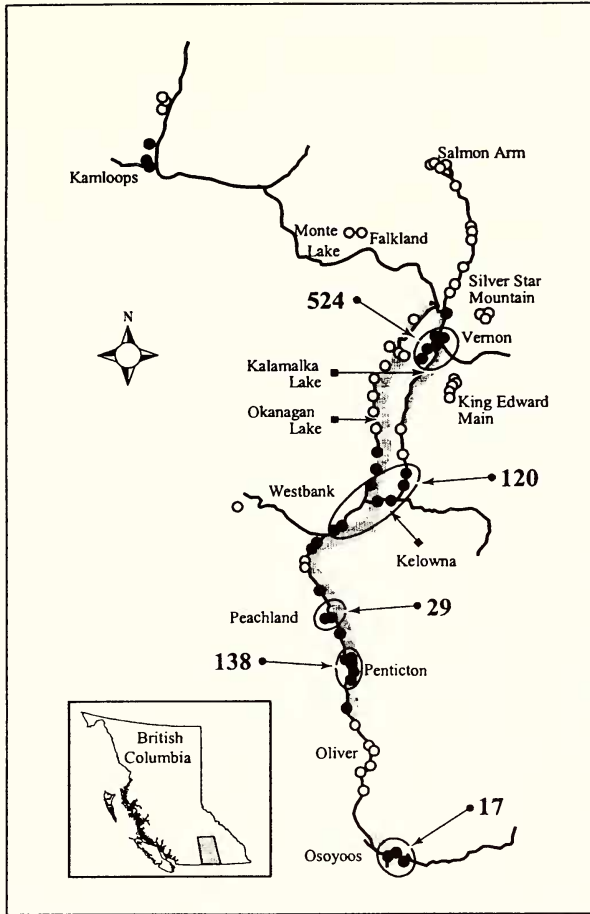 Salmon Arm
Kamloops
Monte
Lake
Falkland
Silver Star
Mountain
524
N
Vernon
Kalamalka
Lake
Okanagan
Lake
King Edward
Main
Westbank
120
Kelowna
Peachland
29
138
Penticton
British
Columbia
Oliver
17
Osoyoos